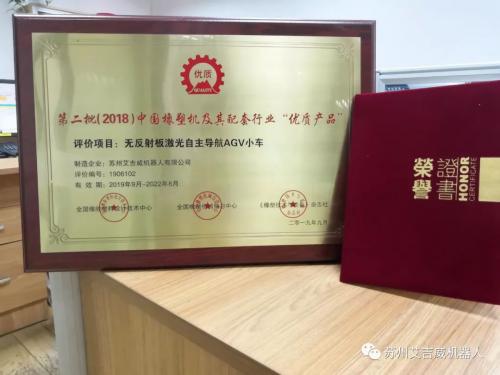 优质
QUALITY
第二批(2018)中国橡塑机及其配套行业“优质产品”
评价项目：无反射板激光自主导航AGV小车
制造企业：苏州艾吉威机器人有限公司
评价编号：1906102
有 效 期：2019年9月~2022年8月
二零一九年九月
榮譽
證書
HONOR
CERTIFICATE
苏州艾吉威机器人